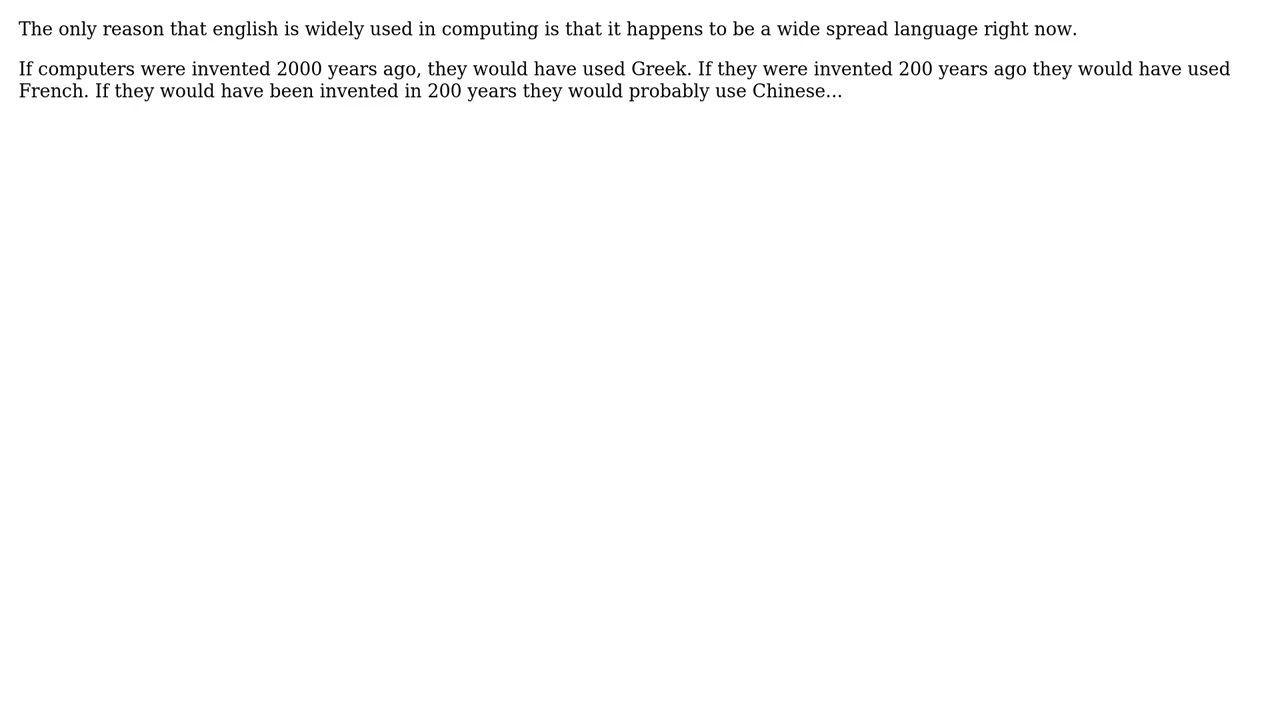 The only reason that english is widely used in computing is that it happens to be a wide spread language right now.
If computers were invented 2000 years ago, they would have used Greek. If they were invented 200 years ago they would have used
French. If they would have been invented in 200 years they would probably use Chinese...